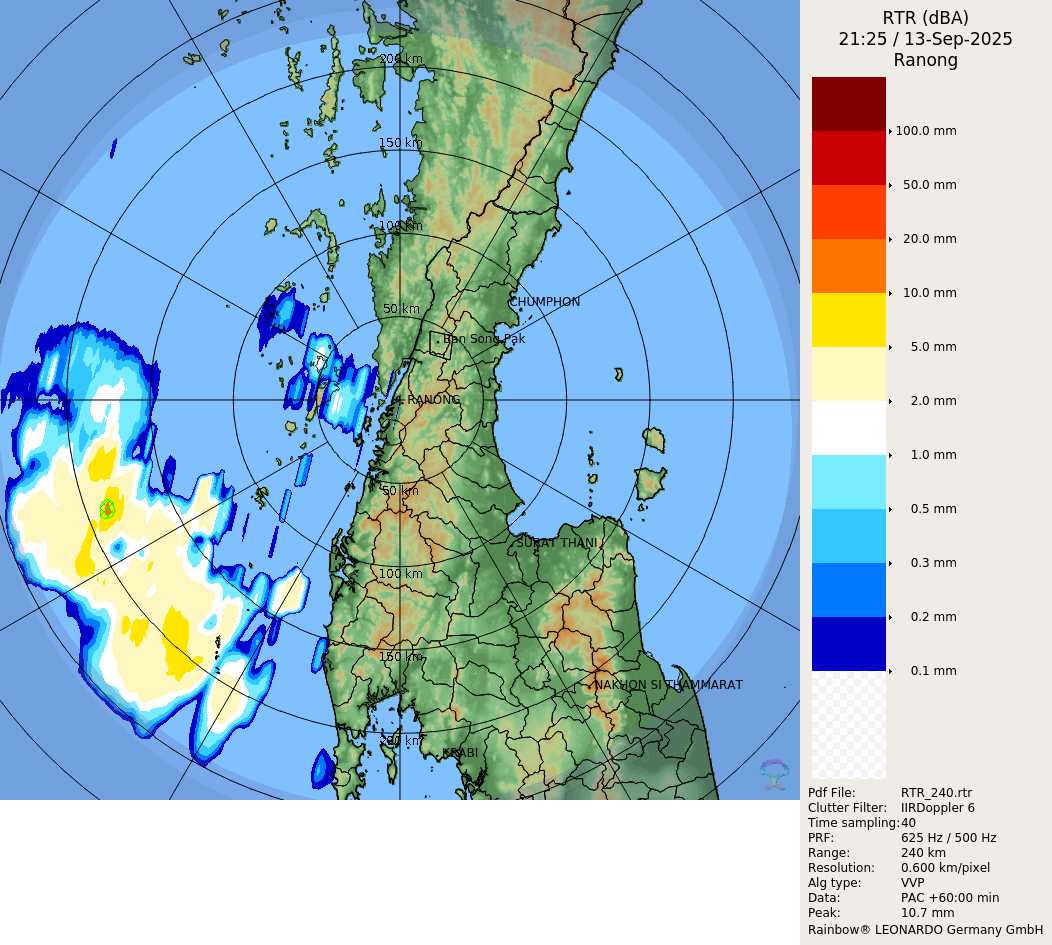 RTR (dBA)
21:25 / 13-Sep-2025
Ranong
200 km
150 km
100 km
CHUMPHON
50 km
Ban Song Pak
RANONG
50 km
SURAT THANI
100 km
150 km
NAKHON SI THAMMARAT
200 km
KRABI
100.0 mm
50.0 mm
20.0 mm
10.0 mm
5.0 mm
2.0 mm
1.0 mm
0.5 mm
0.3 mm
0.2 mm
0.1 mm
Pdf File: RTR_240.rtr
Clutter Filter: IIRDoppler 6
Time sampling:40
PRF: 625 Hz / 500 Hz
Range: 240 km
Resolution: 0.600 km/pixel
Alg type: VVP
Data: PAC +60:00 min
Peak: 10.7 mm
Rainbow® LEONARDO Germany GmbH